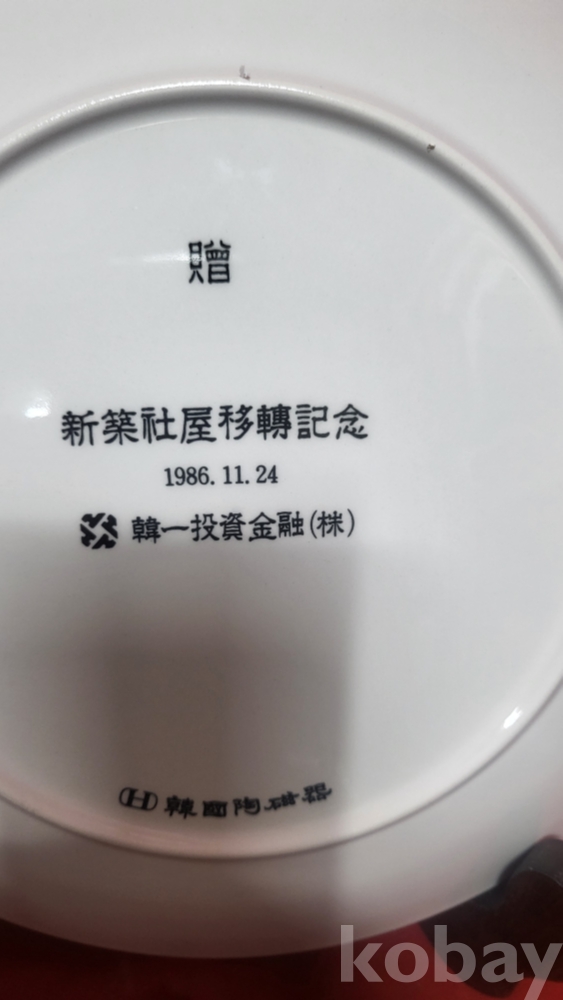 贈
新築社屋移轉記念
1986.11.24
韓一投資金融(株)
H 韓國陶磁器
kobay